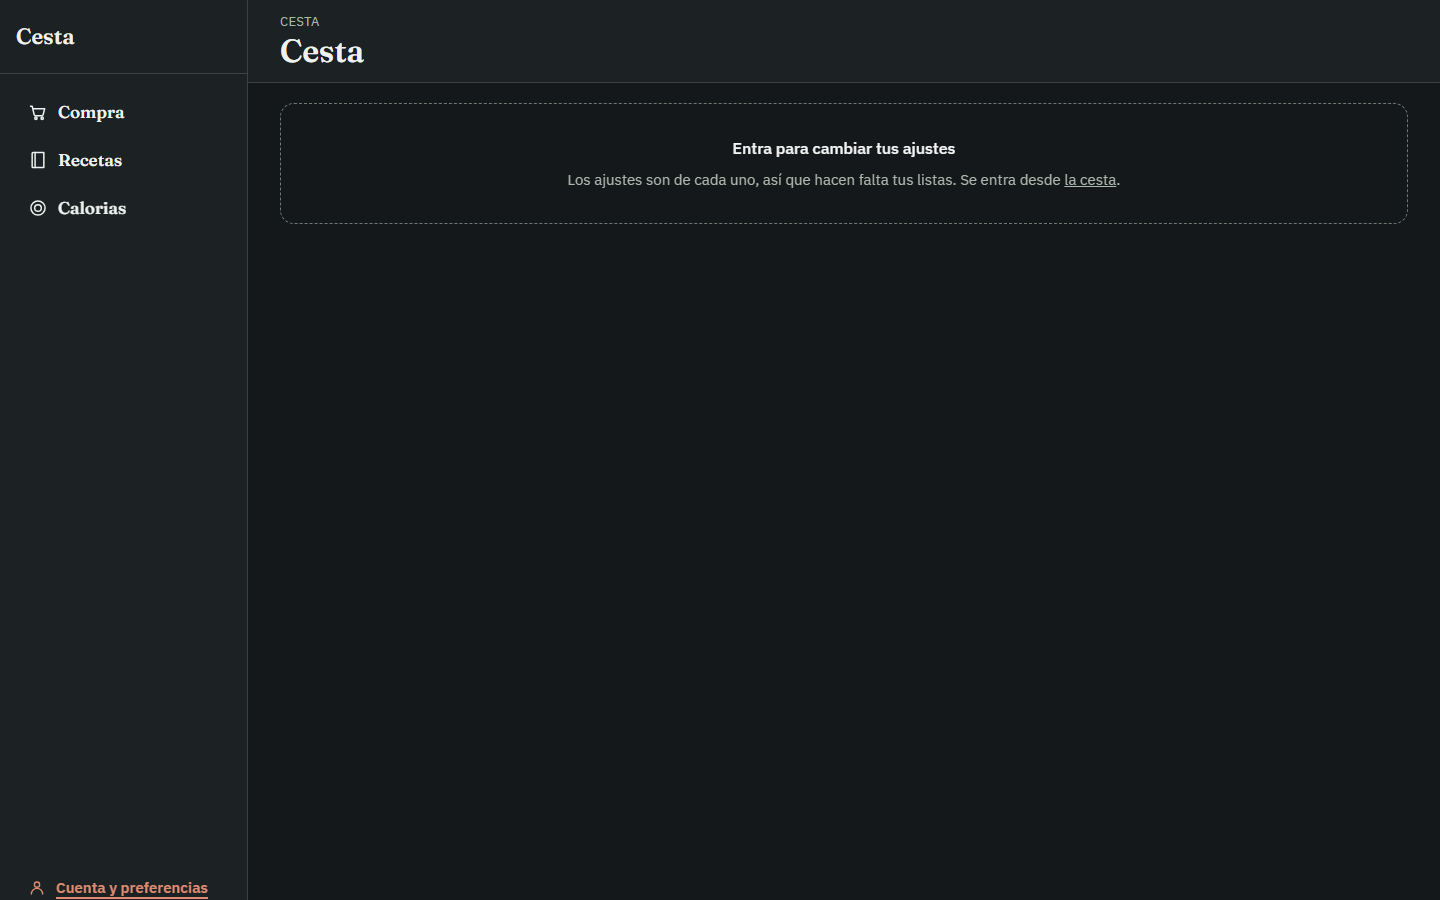 Cesta
Compra
Recetas
Calorias
Cuenta y preferencias
CESTA
Cesta
Entra para cambiar tus ajustes
Los ajustes son de cada uno, así que hacen falta tus listas. Se entra desde la cesta.